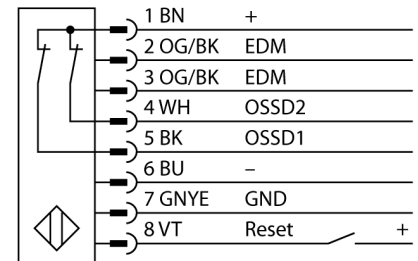 1 BN +
2 OG/BK EDM
3 OG/BK EDM
4 WH OSSD2
5 BK OSSD1
6 BU –
7 GNYE GND
8 VT Reset +